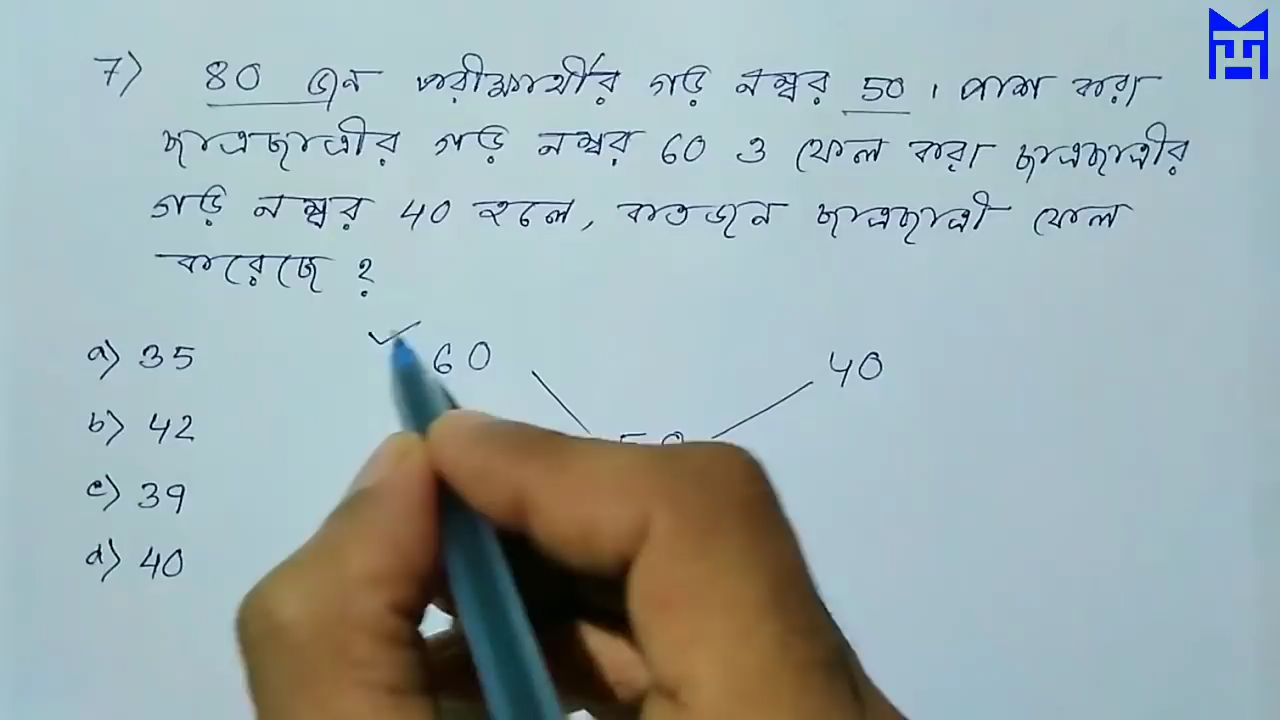 7) 80 জন পরীক্ষার্থীর গড় নম্বর 50। পাশ করা
ছাত্রছাত্রীর গড় নম্বর 60 ও ফেল করা ছাত্রছাত্রীর
গড় নম্বর 40 হলে, কতজন ছাত্রছাত্রী ফেল
করেছে ?
a) 35
60
40
b) 42
50
c) 39
d) 40